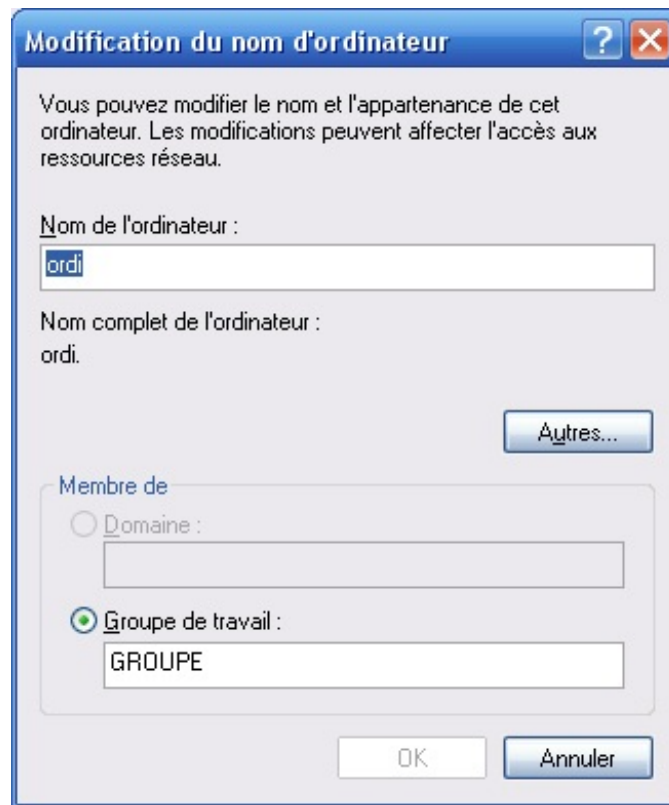 Modification du nom d'ordinateur
?
Vous pouvez modifier le nom et l'appartenance de cet
ordinateur. Les modifications peuvent affecter l'accès aux
ressources réseau.
Nom de l'ordinateur :
ordi
Nom complet de l'ordinateur :
ordi.
Autres...
Membre de
Domaine :
Groupe de travail :
GROUPE
OK
Annuler